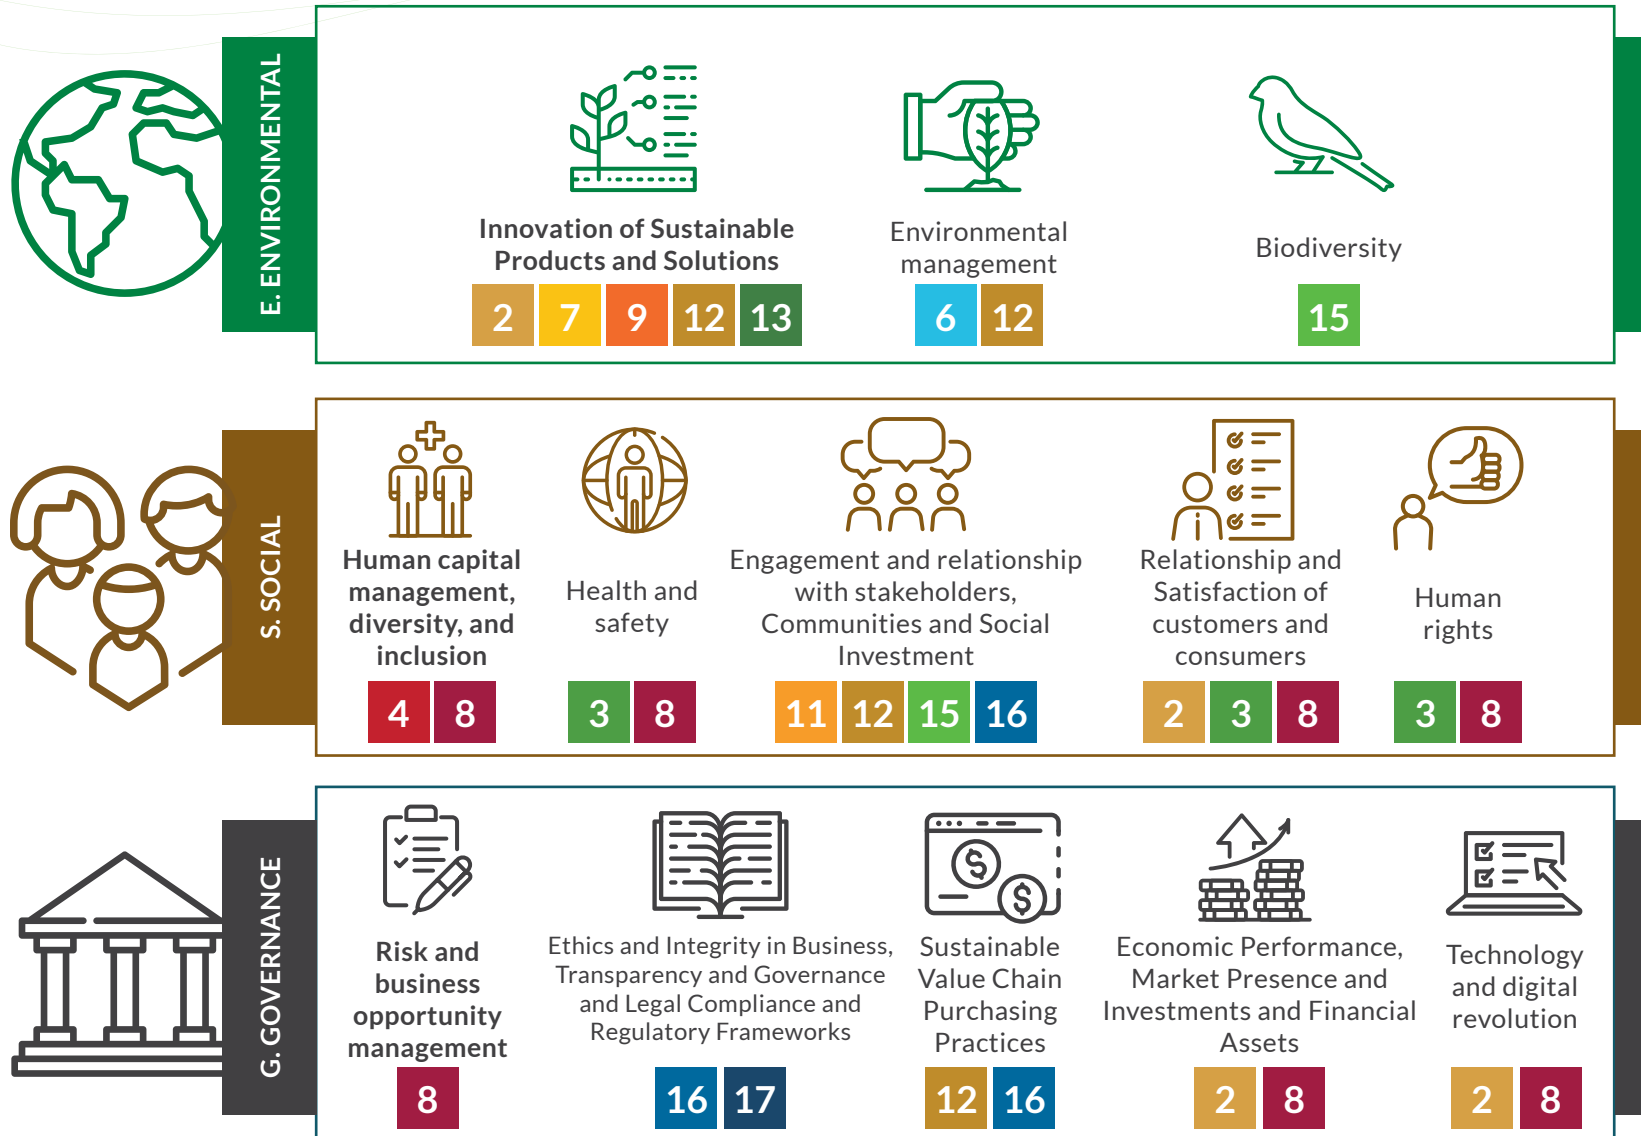 E. ENVIRONMENTAL
Innovation of Sustainable
Products and Solutions
2 7 9 12 13
Environmental
management
6 12
Biodiversity
15
S. SOCIAL
Human capital
management,
diversity, and
inclusion
4 8
Health and
safety
3 8
Engagement and relationship
with stakeholders,
Communities and Social
Investment
11 12 15 16
Relationship and
Satisfaction of
customers and
consumers
2 3 8
Human
rights
3 8
G. GOVERNANCE
Risk and
business
opportunity
management
8
Ethics and Integrity in Business,
Transparency and Governance
and Legal Compliance and
Regulatory Frameworks
16 17
$
$
Sustainable
Value Chain
Purchasing
Practices
12 16
Economic Performance,
Market Presence and
Investments and Financial
Assets
2 8
Technology
and digital
revolution
2 8